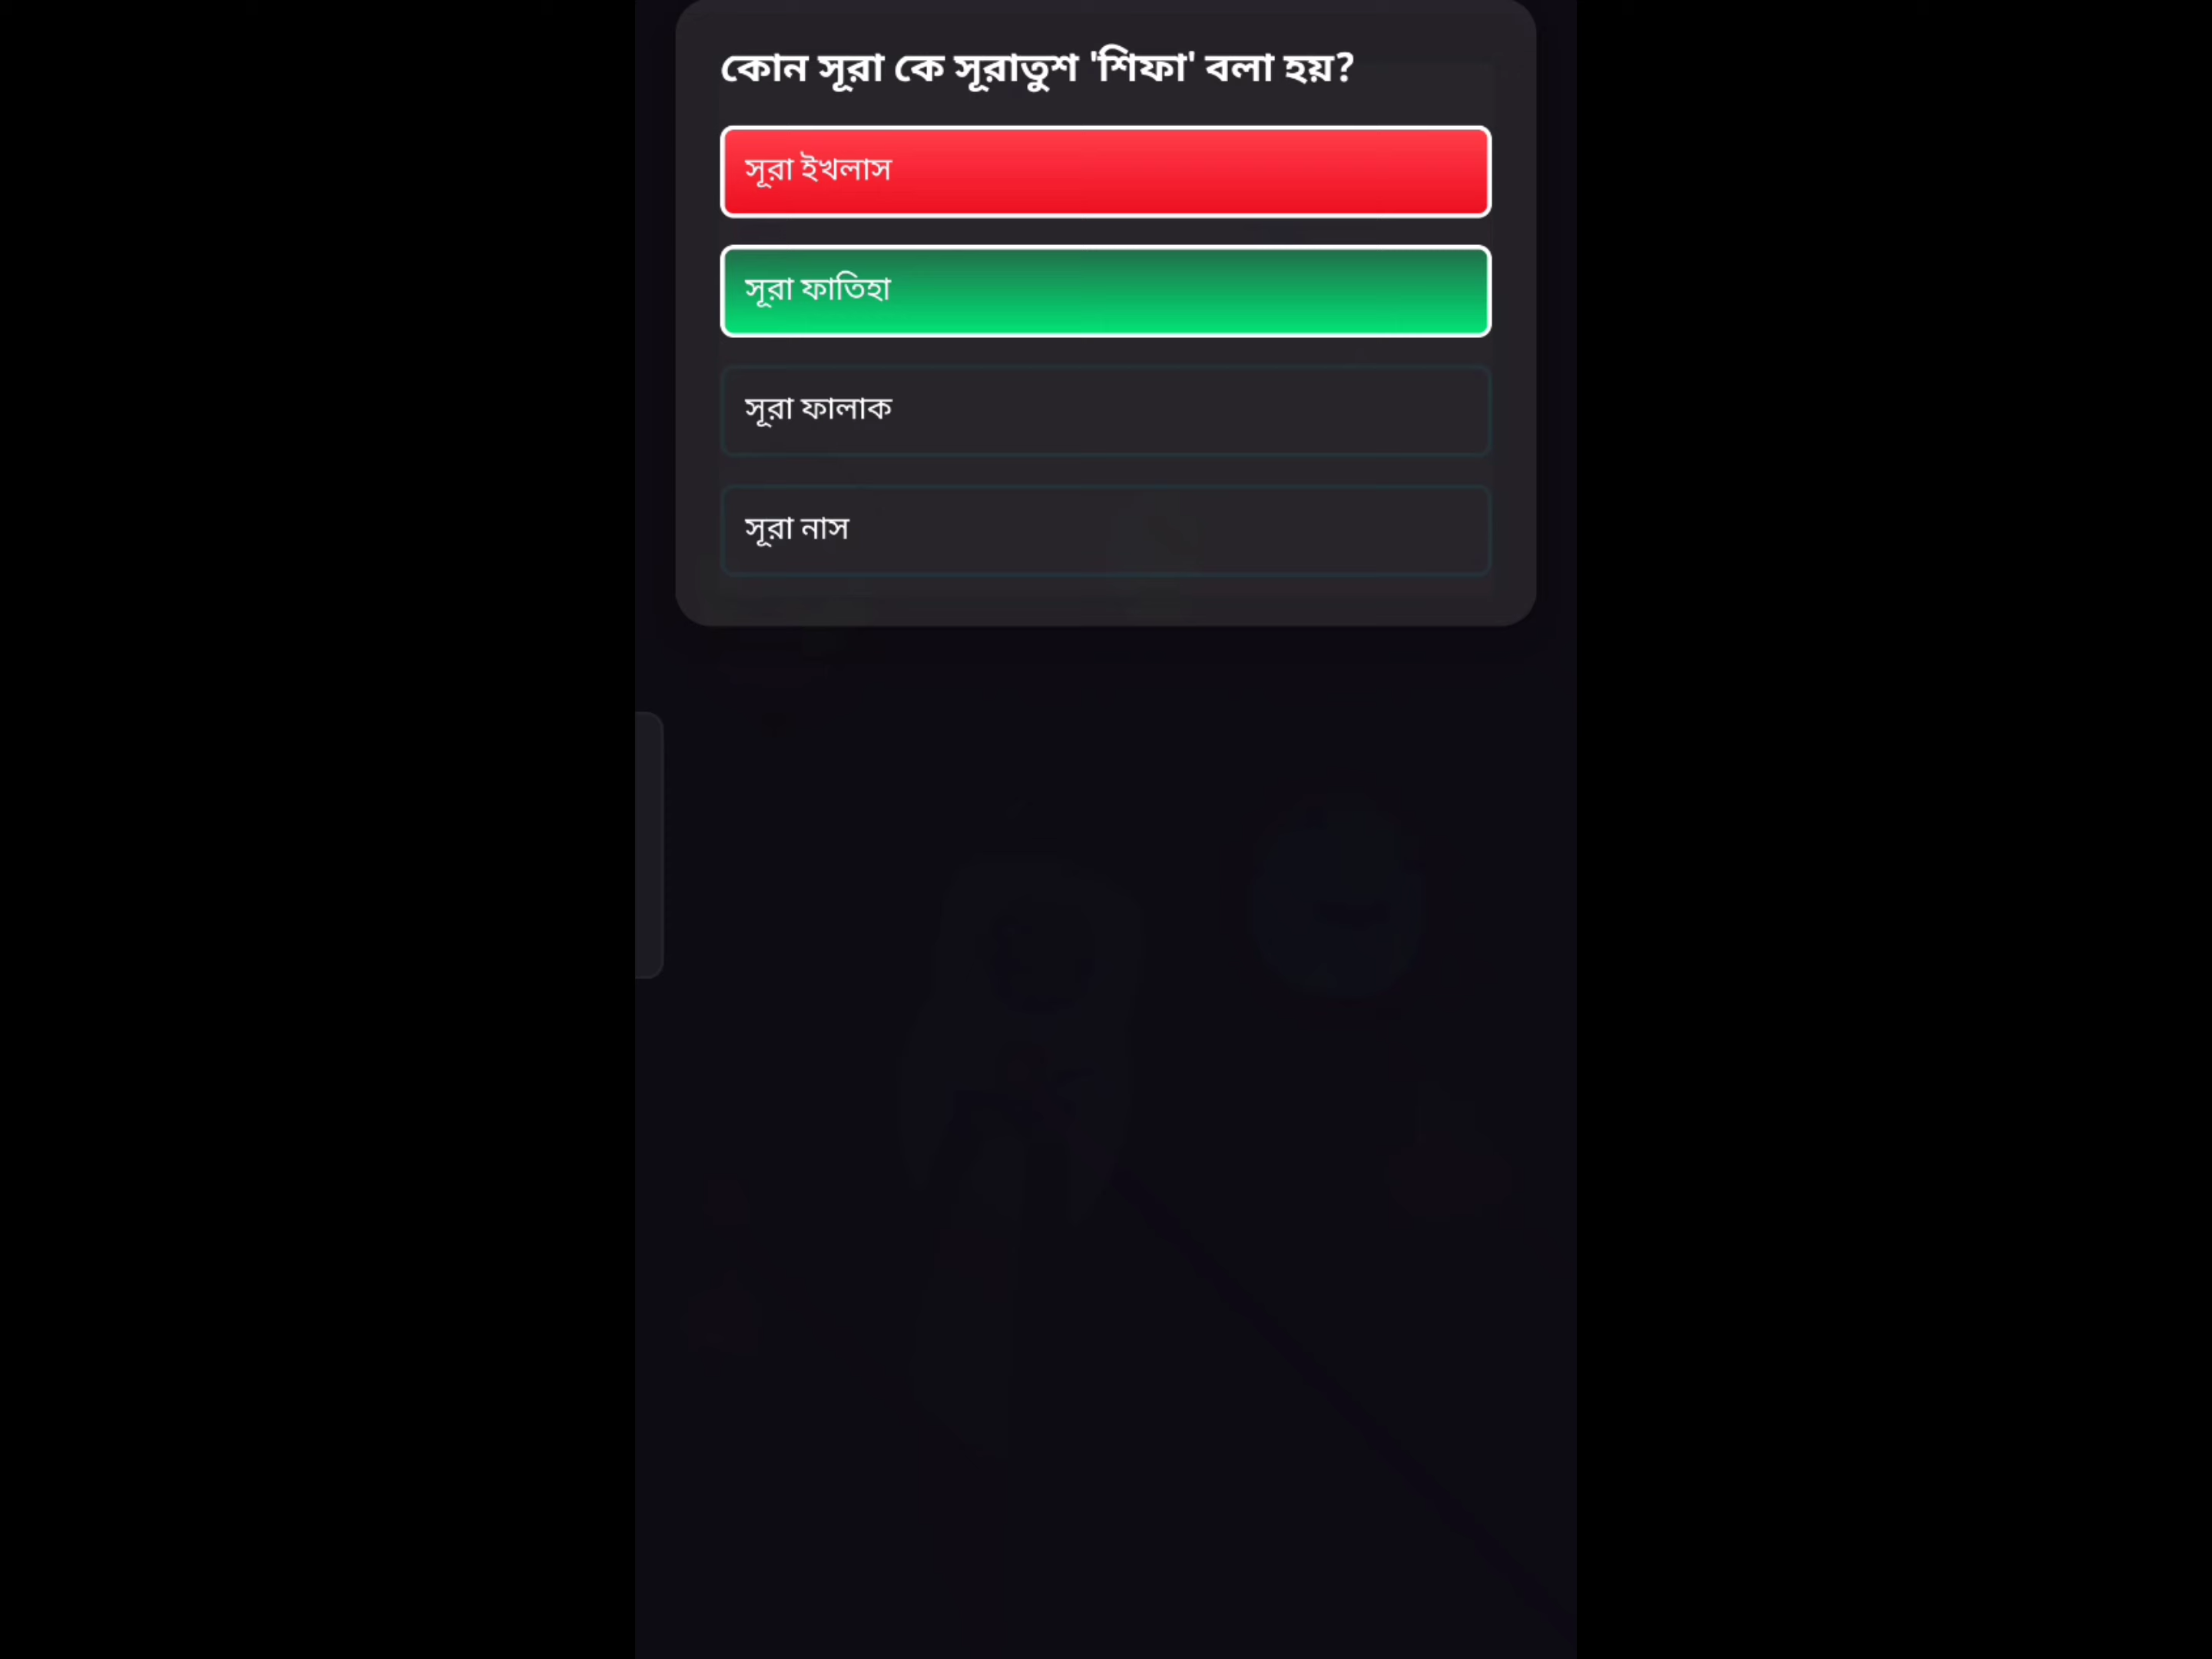 কোন সূরা কে সূরাতুশ 'শিফা' বলা হয়?
সূরা ইখলাস
সূরা ফাতিহা
সূরা ফালাক
সূরা নাস